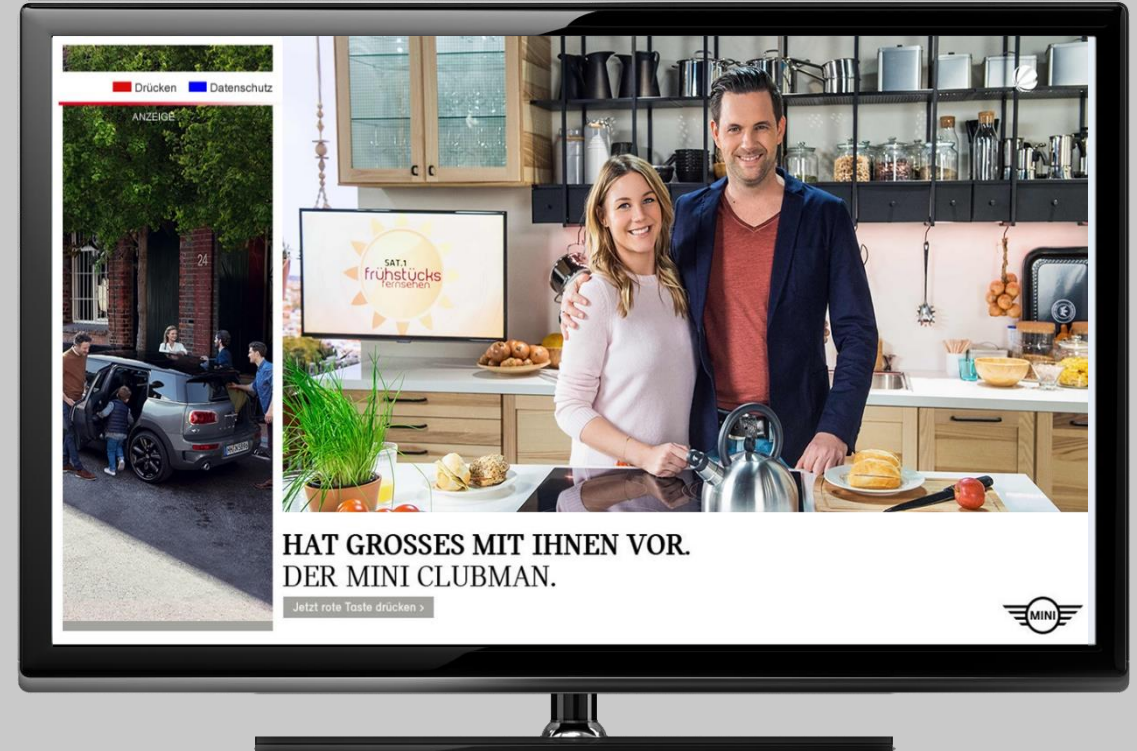 Drücken Datenschutz
ANZEIGE
24
SAT.1
frühstücks
fernsehen
HAT GROSSES MIT IHNEN VOR.
DER MINI CLUBMAN.
Jetzt rote Taste drücken >
MINI